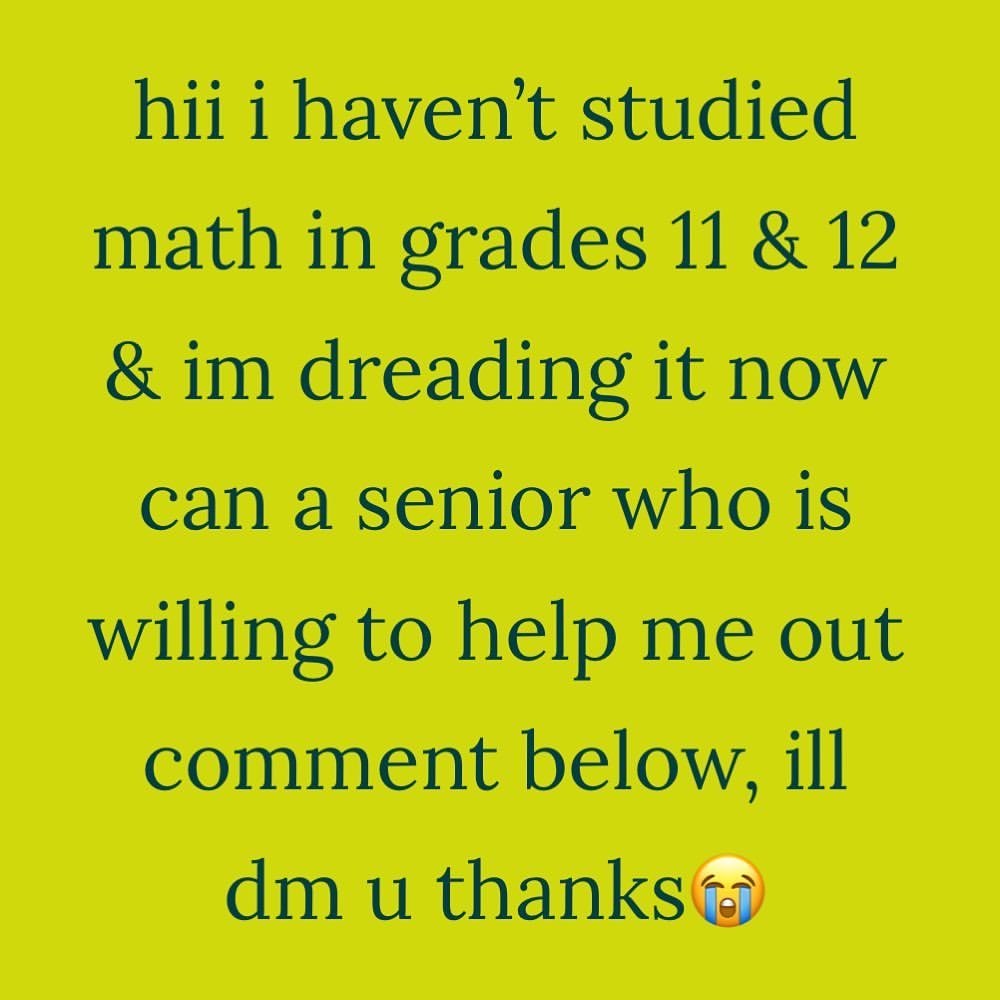 hii i haven’t studied
math in grades 11 & 12
& im dreading it now
can a senior who is
willing to help me out
comment below, ill
dm u thanks😭